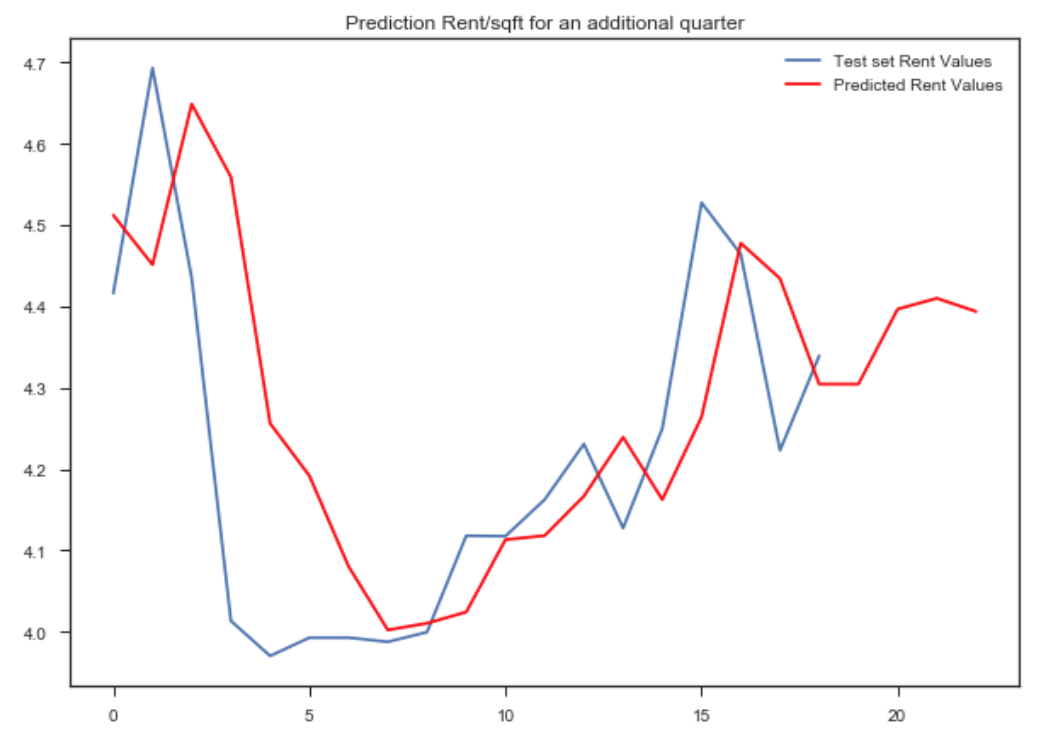 Prediction Rent/sqft for an additional quarter
Test set Rent Values
Predicted Rent Values
4.7
4.6
4.5
4.4
4.3
4.2
4.1
4.0
0 5 10 15 20